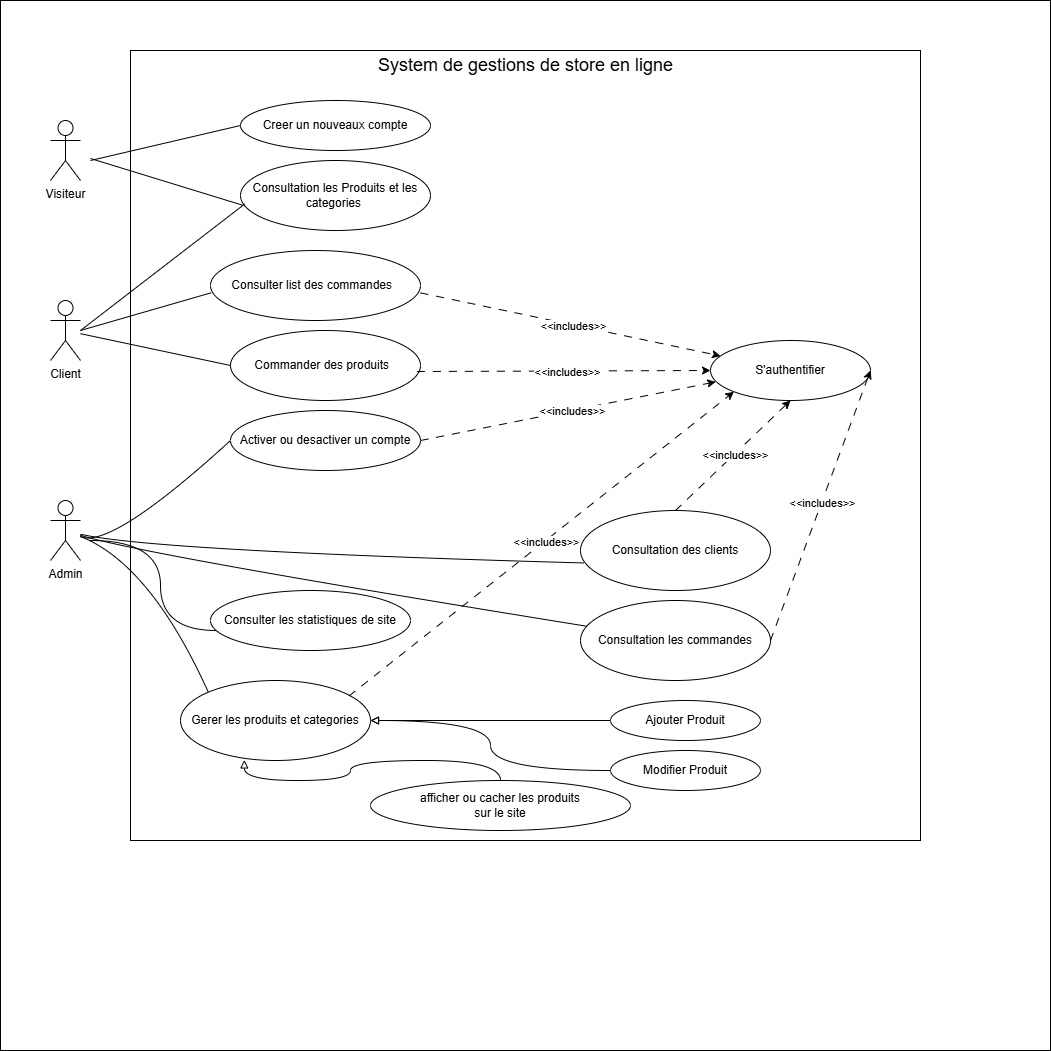 System de gestions de store en ligne
Creer un nouveaux compte
Visiteur
Consultation les Produits et les
categories
Consulter list des commandes
<<includes>>
Client
Commander des produits
<<includes>>
S'authentifier
<<includes>>
Activer ou desactiver un compte
<<includes>>
<<includes>>
<<includes>>
Admin
Consultation des clients
Consulter les statistiques de site
Consultation les commandes
Gerer les produits et categories
Ajouter Produit
Modifier Produit
afficher ou cacher les produits
sur le site